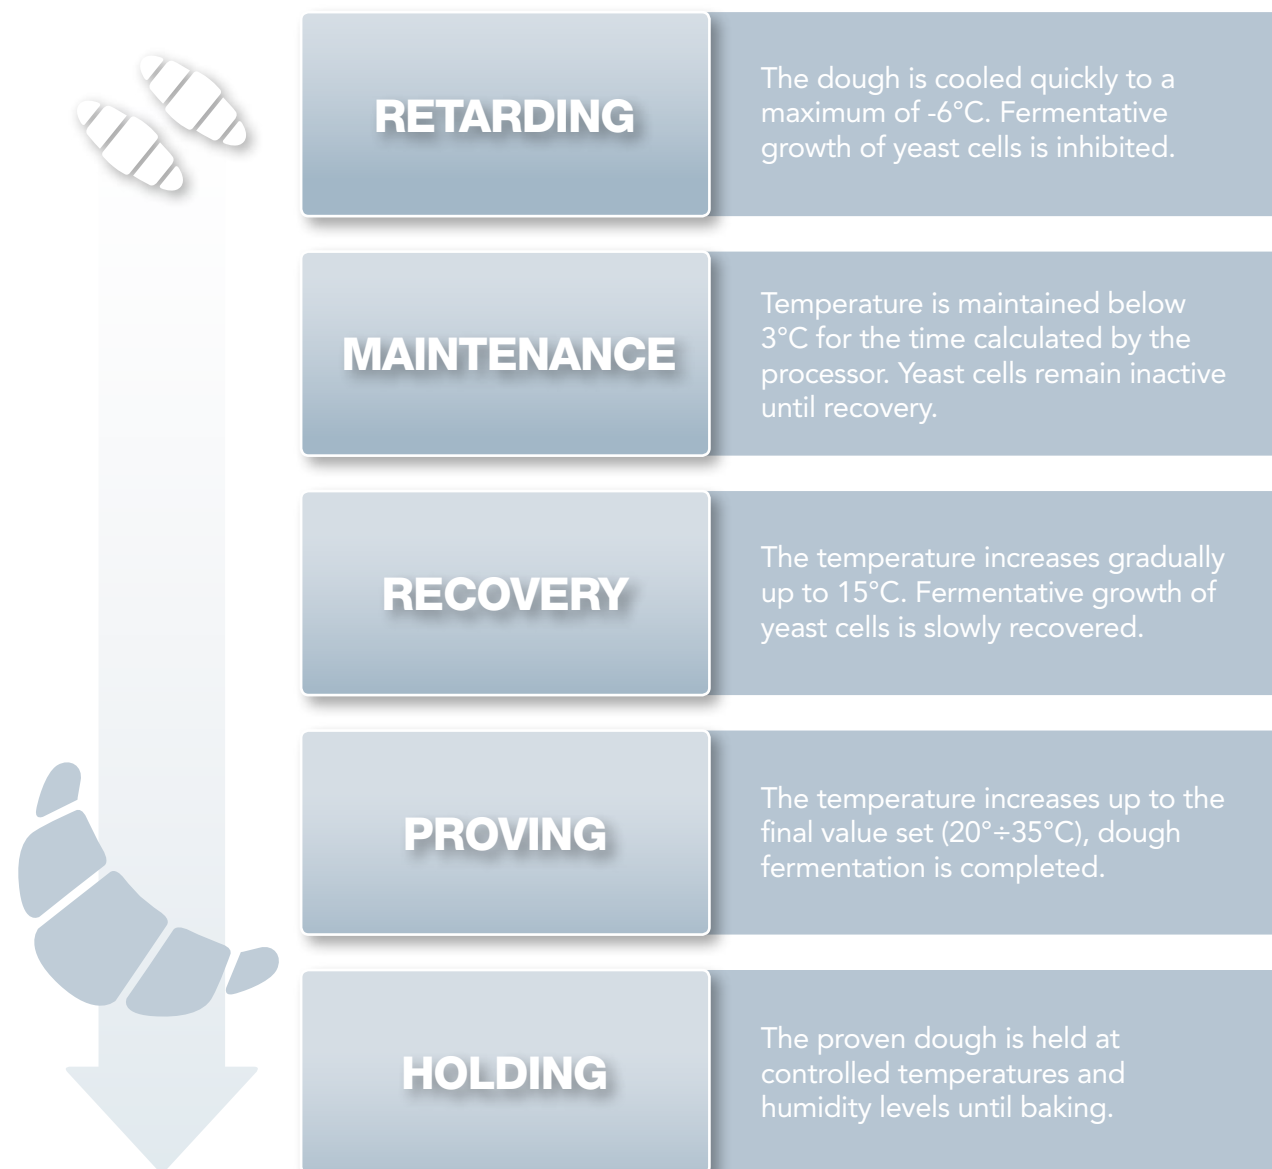 RETARDING
The dough is cooled quickly to a
maximum of -6°C. Fermentative
growth of yeast cells is inhibited.
MAINTENANCE
Temperature is maintained below
3°C for the time calculated by the
processor. Yeast cells remain inactive
until recovery.
RECOVERY
The temperature increases gradually
up to 15°C. Fermentative growth of
yeast cells is slowly recovered.
PROVING
The temperature increases up to the
final value set (20°÷35°C), dough
fermentation is completed.
HOLDING
The proven dough is held at
controlled temperatures and
humidity levels until baking.